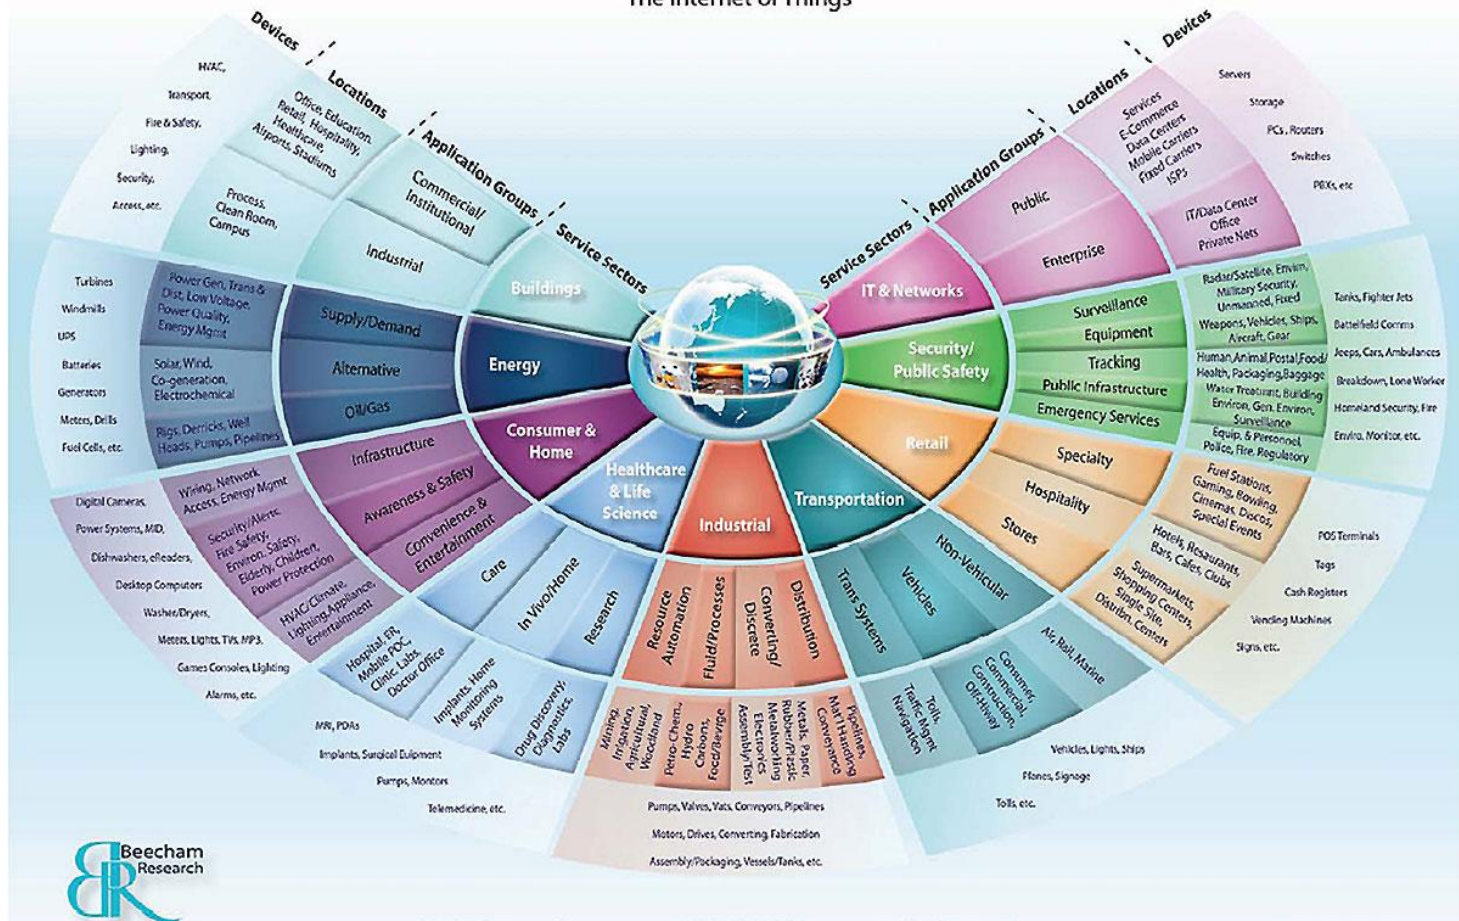 The Internet of Things
Devices
Locations
Application Groups
Service Sectors
HVAC,
Transport,
Fire & Safety,
Lighting,
Security,
Access, etc.
Office, Education,
Retail, Hospitality,
Healthcare,
Airports, Stadiums
Process,
Clean Room,
Campus
Commercial/
Institutional
Industrial
Buildings
Turbines
Windmills
UPS
Batteries
Generators
Meters, Drills
Fuel Cells, etc.
Power Gen, Trans &
Dist, Low Voltage,
Power Quality,
Energy Mgmt
Solar, Wind,
Co-generation,
Electrochemical
Rigs, Derricks, Well
Heads, Pumps, Pipelines
Supply/Demand
Alternative
Oil/Gas
Energy
Digital Cameras,
Power Systems, MID,
Dishwashers, eReaders,
Desktop Computers
Washer/Dryers,
Meters, Lights, TVs, MP3,
Games Consoles, Lighting
Alarms, etc.
Wiring, Network
Access, Energy Mgmt
Security/Alerts
Fire Safety,
Environ. Safety,
Elderly, Children,
Power Protection
HVAC/Climate,
Lighting, Appliance,
Entertainment
Infrastructure
Awareness & Safety
Convenience &
Entertainment
Consumer &
Home
MRI, PDAs
Implants, Surgical Euipment
Pumps, Monitors
Telemedicine, etc.
Hospital, ER,
Mobile POC,
Clinic, Labs,
Doctor Office
Implants, Home
Monitoring
Systems
Drug Discovery,
Diagnostics,
Labs
Care
In Vivo/Home
Research
Healthcare
& Life
Science
Industrial
Resource
Automation
Fluid/Processes
Converting/
Discrete
Distribution
Mining,
Irrigation,
Agricultural,
Woodland
Petro-Chem.,
Hydro
Carbons,
Food/Bevrge
Metals, Paper,
Rubber/Plastic
Metalworking
Electronics
Assembly/Test
Pipelines,
Mat'l Handling
Conveyance
Pumps, Valves, Vats, Conveyors, Pipelines
Motors, Drives, Converting, Fabrication
Assembly/Packaging, Vessels/Tanks, etc.
Transportation
Trans Systems
Vehicles
Non-Vehicular
Tolls,
Traffic Mgmt
Navigation
Consumer,
Commercial,
Construction,
Off-Hiway
Air, Rail, Marine
Vehicles, Lights, Ships
Planes, Signage
Tolls, etc.
Retail
Specialty
Hospitality
Stores
Fuel Stations,
Gaming, Bowling,
Cinemas, Discos,
Special Events
Hotels, Resaurants,
Bars, Cafes, Clubs
Supermarkets,
Shopping Centers,
Single Site,
Distribn. Centers
POS Terminals
Tags
Cash Registers
Vending Machines
Signs, etc.
Security/
Public Safety
Surveillance
Equipment
Tracking
Public Infrastructure
Emergency Services
Radar/Satellite, Environ,
Military Security,
Unmanned, Fixed
Weapons, Vehicles, Ships,
Aircraft, Gear
Human, Animal, Postal, Food/
Health, Packaging, Baggage
Water Treatment, Building
Environ, Gen. Environ,
Surveillance
Equip. & Personnel,
Police, Fire, Regulatory
Tanks, Fighter Jets
Battelfield Comms
Jeeps, Cars, Ambulances
Breakdown, Lone Worker
Homeland Security, Fire
Enviro. Monitor, etc.
IT & Networks
Public
Enterprise
Services
E-Commerce
Data Centers
Mobile Carriers
Fixed Carriers
ISPs
IT/Data Center
Office
Private Nets
Servers
Storage
PCs, Routers
Switches
PBXs, etc
Service Sectors
Application Groups
Locations
Devices
Beecham
Research